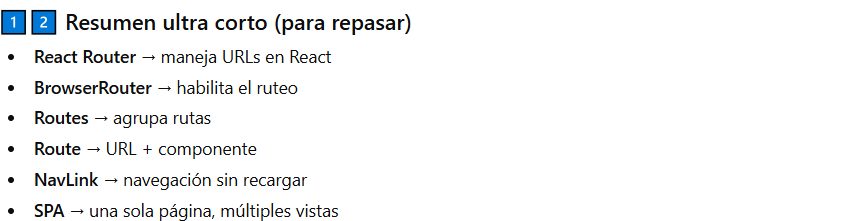 1 2 Resumen ultra corto (para repasar)
• React Router → maneja URLs en React
• BrowserRouter → habilita el ruteo
• Routes → agrupa rutas
• Route → URL + componente
• NavLink → navegación sin recargar
• SPA → una sola página, múltiples vistas